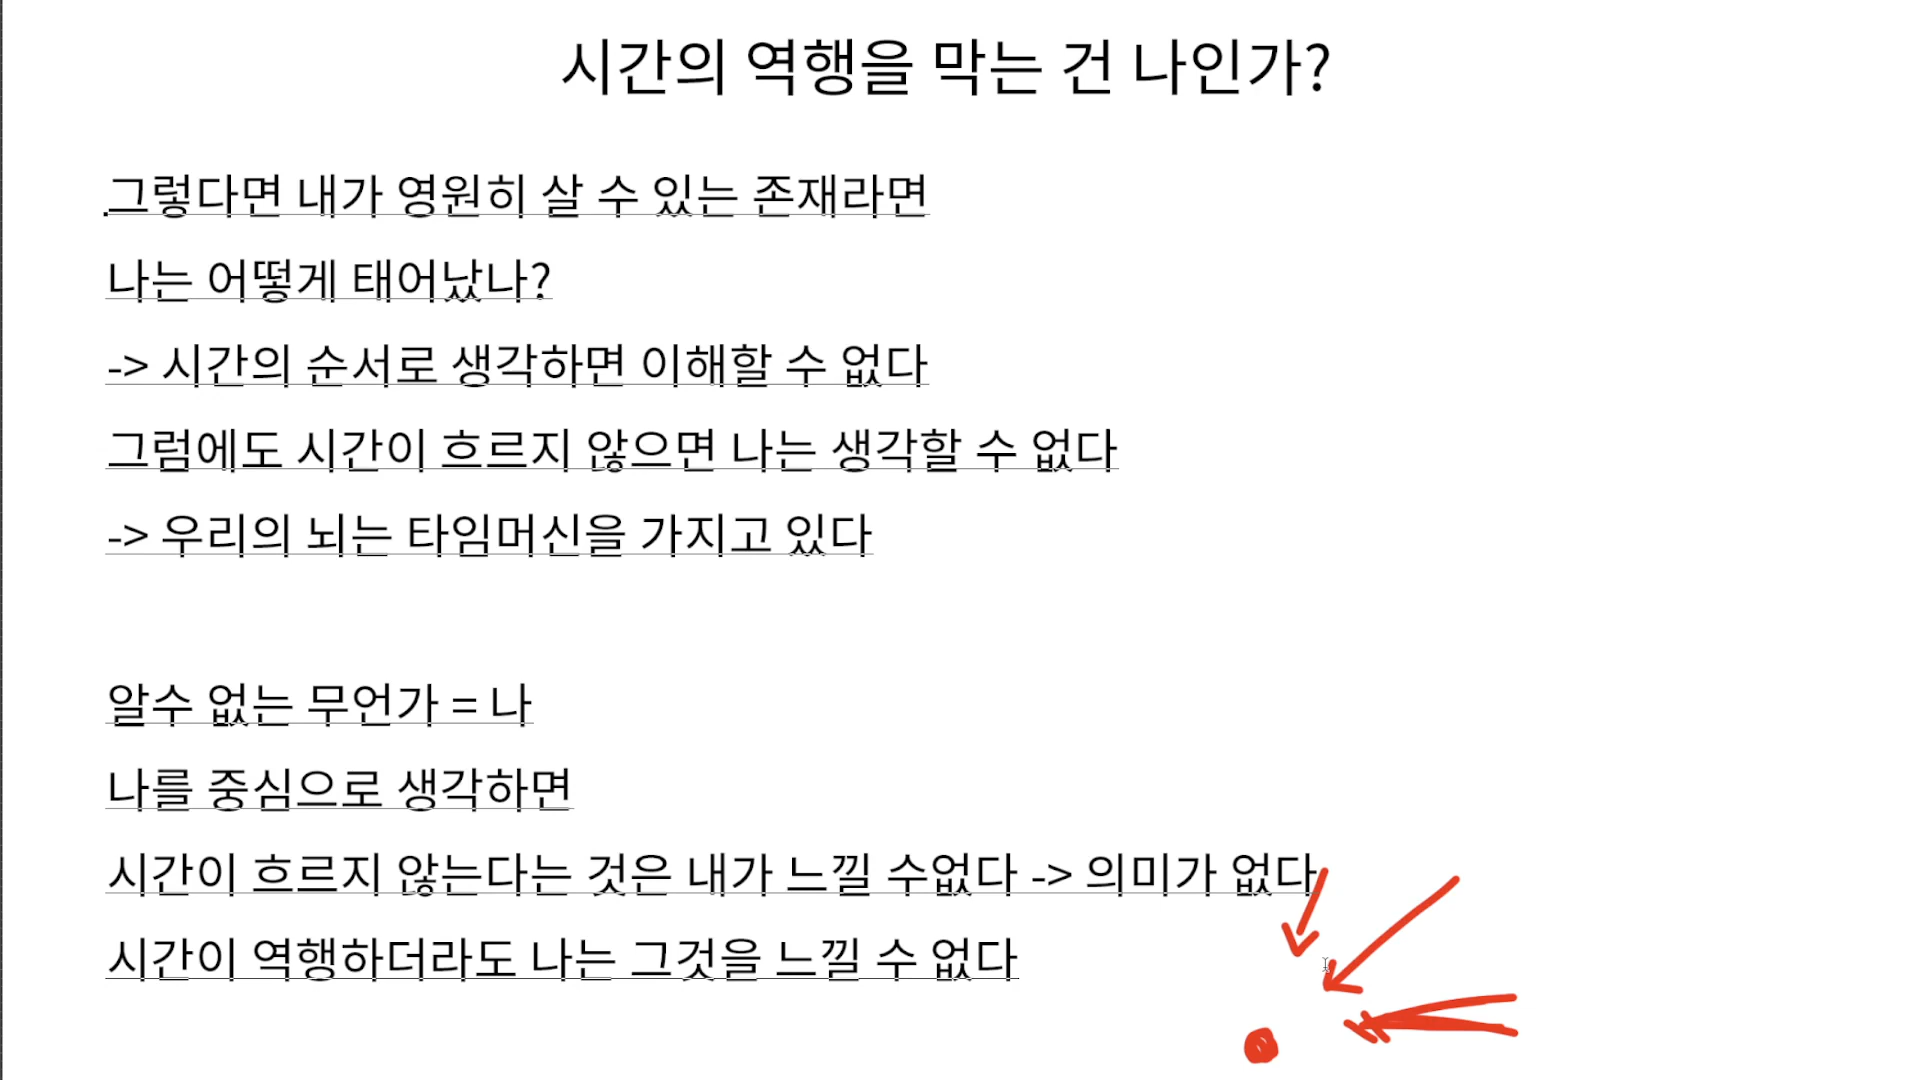 시간의 역행을 막는 건 나인가?
그렇다면 내가 영원히 살 수 있는 존재라면
나는 어떻게 태어났나?
-> 시간의 순서로 생각하면 이해할 수 없다
그럼에도 시간이 흐르지 않으면 나는 생각할 수 없다
-> 우리의 뇌는 타임머신을 가지고 있다
알수 없는 무언가 = 나
나를 중심으로 생각하면
시간이 흐르지 않는다는 것은 내가 느낄 수없다 -> 의미가 없다
시간이 역행하더라도 나는 그것을 느낄 수 없다